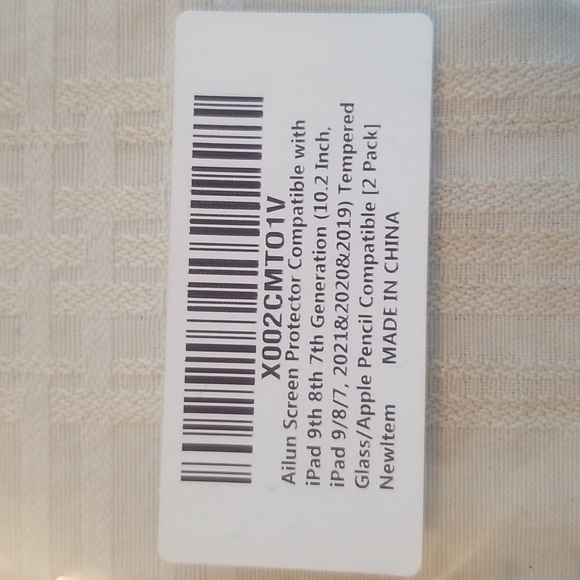 X002CMTO1V
Ailun Screen Protector Compatible with
iPad 9th 8th 7th Generation (10.2 Inch,
iPad 9/8/7, 2021&2020&2019) Tempered
Glass/Apple Pencil Compatible [2 Pack]
NewItem MADE IN CHINA